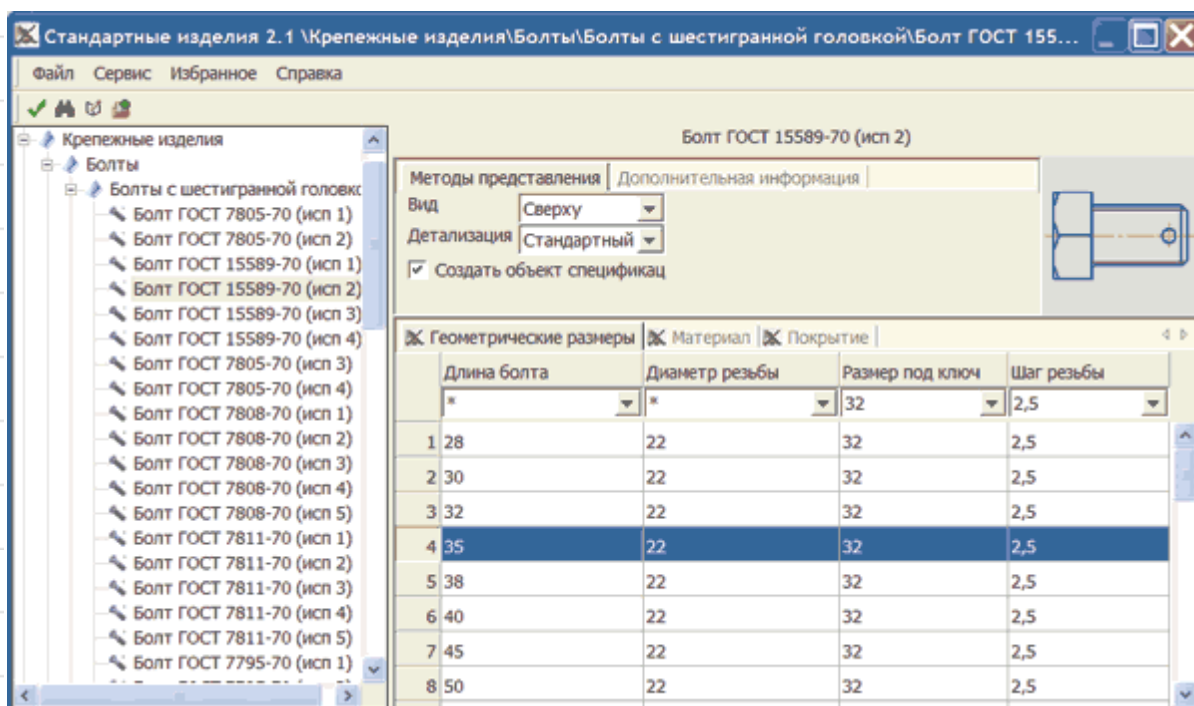 Стандартные изделия 2.1 \Крепежные изделия\Болты\Болты с шестигранной головкой\Болт ГОСТ 155...
Файл Сервис Избранное Справка
Крепежные изделия
Болты
Болты с шестигранной головкс
Болт ГОСТ 7805-70 (исп 1)
Болт ГОСТ 7805-70 (исп 2)
Болт ГОСТ 15589-70 (исп 1)
Болт ГОСТ 15589-70 (исп 2)
Болт ГОСТ 15589-70 (исп 3)
Болт ГОСТ 15589-70 (исп 4)
Болт ГОСТ 7805-70 (исп 3)
Болт ГОСТ 7805-70 (исп 4)
Болт ГОСТ 7808-70 (исп 1)
Болт ГОСТ 7808-70 (исп 2)
Болт ГОСТ 7808-70 (исп 3)
Болт ГОСТ 7808-70 (исп 4)
Болт ГОСТ 7808-70 (исп 5)
Болт ГОСТ 7811-70 (исп 1)
Болт ГОСТ 7811-70 (исп 2)
Болт ГОСТ 7811-70 (исп 3)
Болт ГОСТ 7811-70 (исп 4)
Болт ГОСТ 7811-70 (исп 5)
Болт ГОСТ 7795-70 (исп 1)
Болт ГОСТ 15589-70 (исп 2)
Методы представления Дополнительная информация
Вид Сверху
Детализация Стандартный
Создать объект спецификац
Геометрические размеры Материал Покрытие
Длина болта Диаметр резьбы Размер под ключ Шаг резьбы
* * 32 2,5
1 28 22 32 2,5
2 30 22 32 2,5
3 32 22 32 2,5
4 35 22 32 2,5
5 38 22 32 2,5
6 40 22 32 2,5
7 45 22 32 2,5
8 50 22 32 2,5